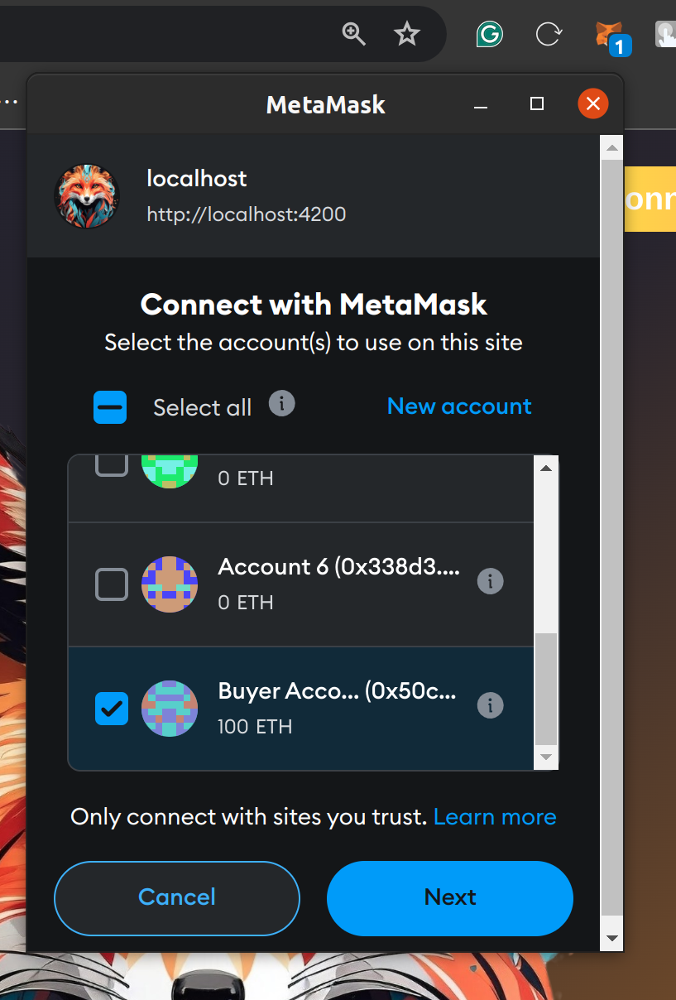 1
MetaMask
localhost
http://localhost:4200
Connect with MetaMask
Select the account(s) to use on this site
Select all
New account
0 ETH
Account 6 (0x338d3....
0 ETH
Buyer Acco... (0x50c...
100 ETH
Only connect with sites you trust. Learn more
Cancel
Next